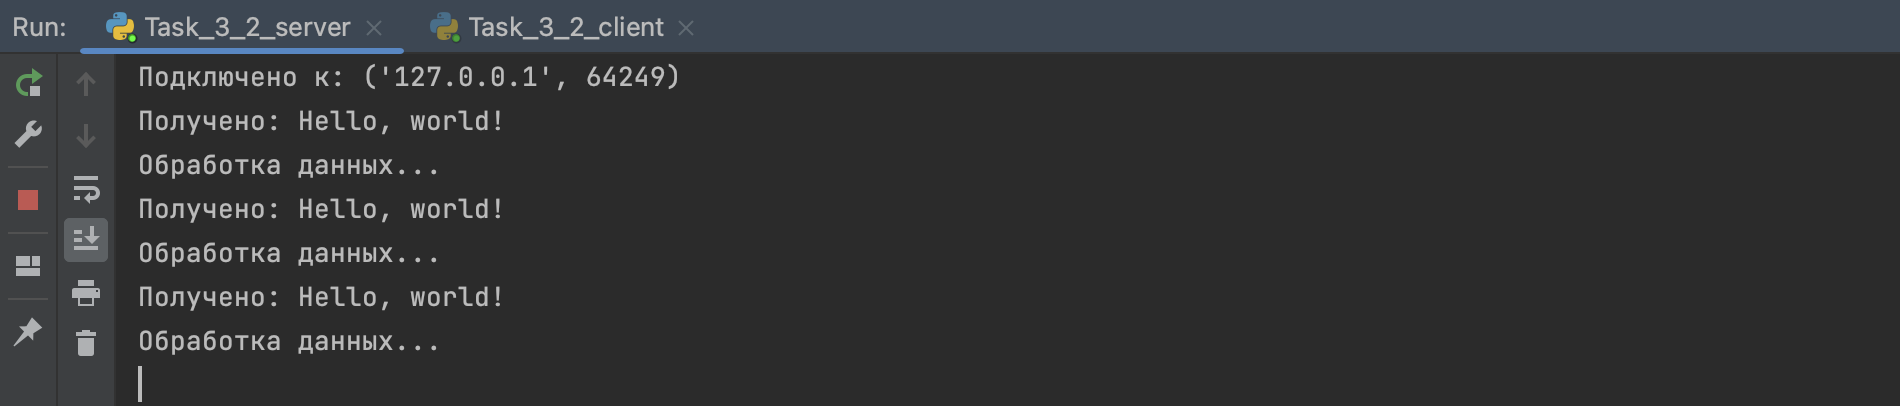 Run: Task_3_2_server Task_3_2_client
Подключено к: ('127.0.0.1', 64249)
Получено: Hello, world!
Обработка данных...
Получено: Hello, world!
Обработка данных...
Получено: Hello, world!
Обработка данных...